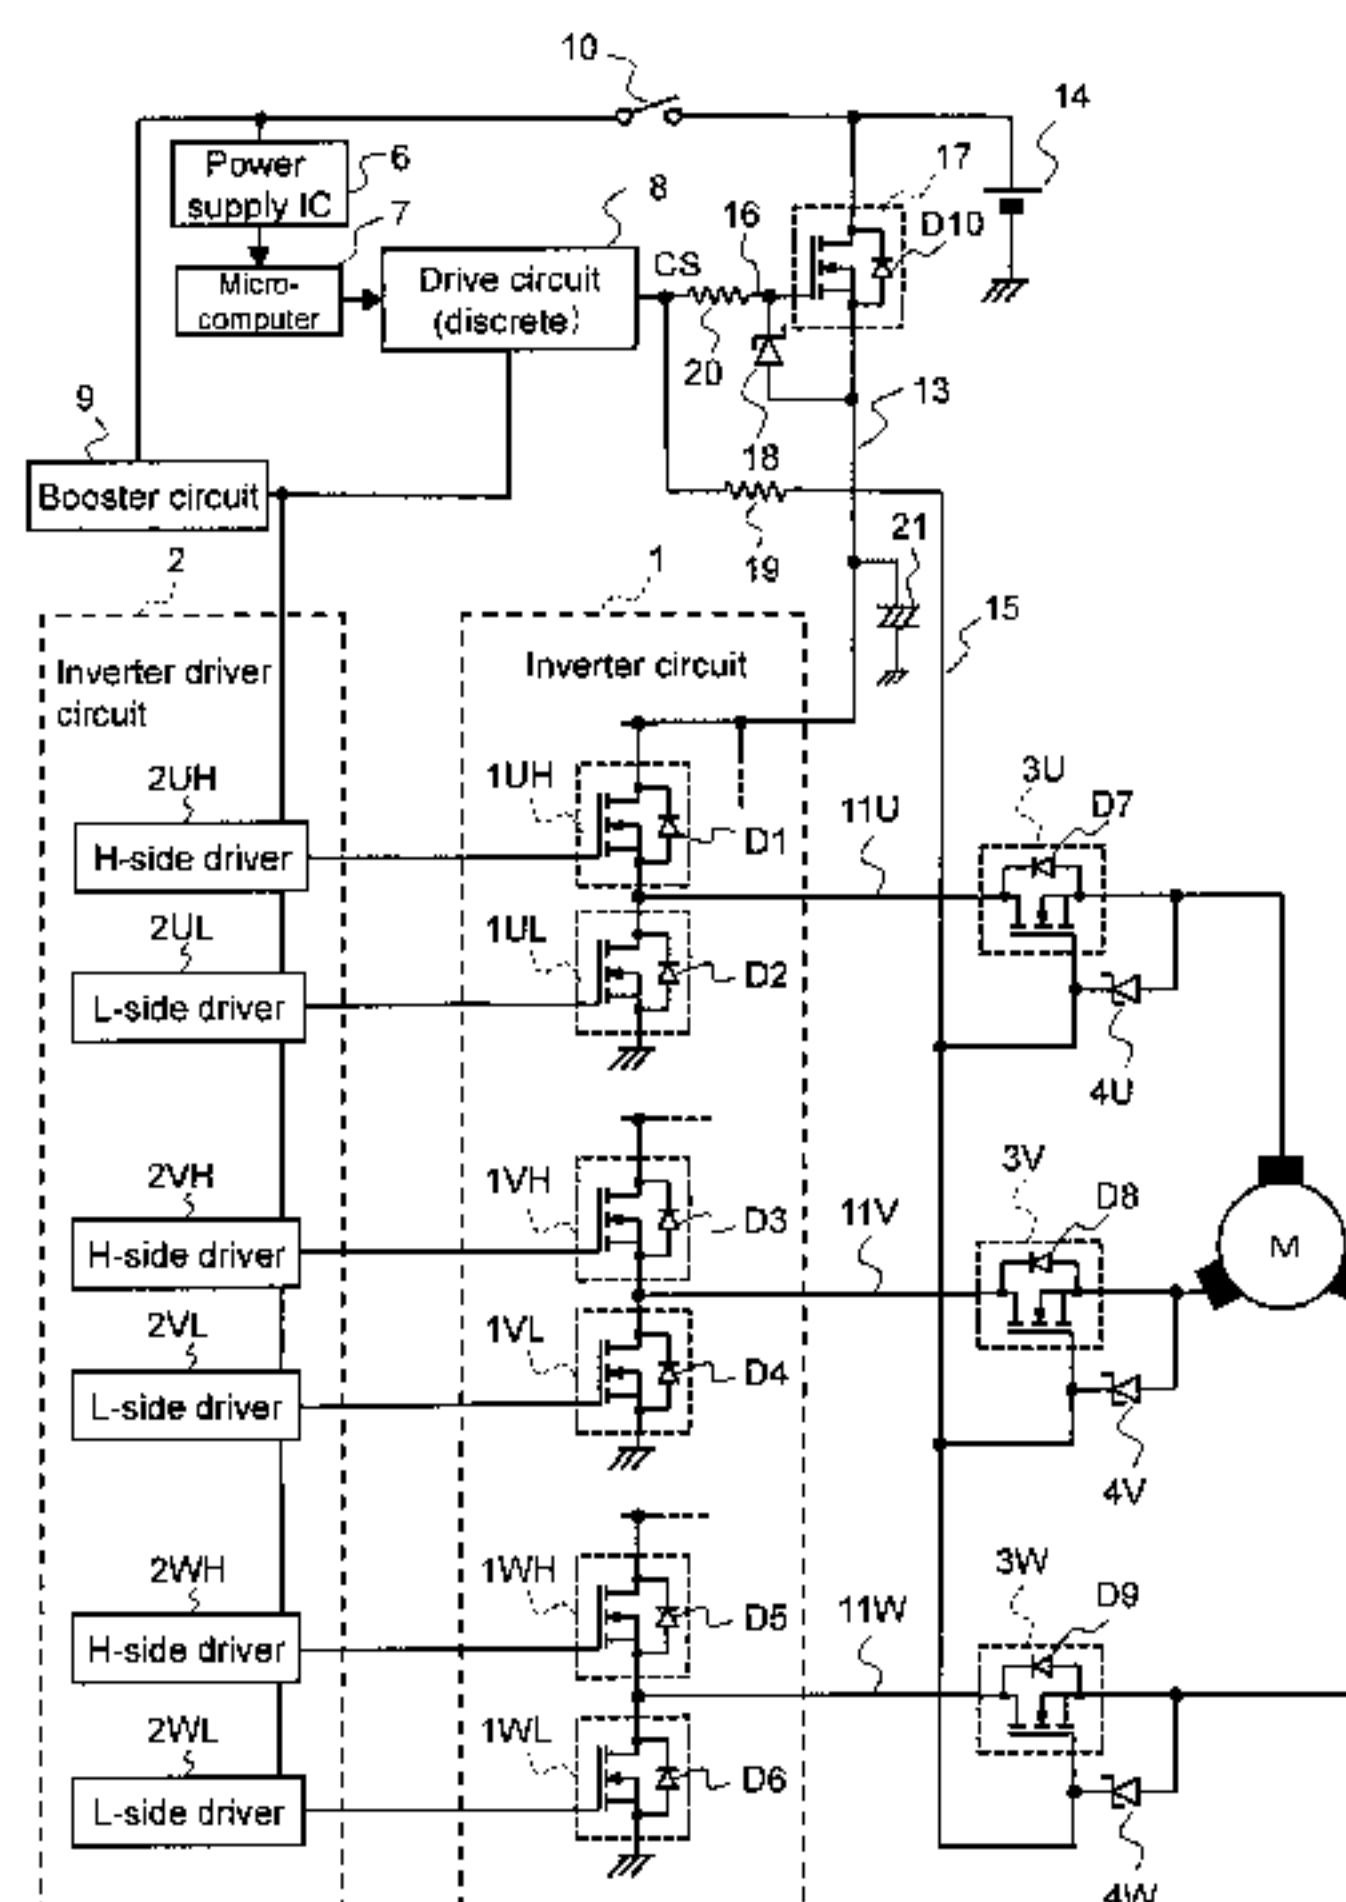 10
14
Power
supply IC
6
17
7
8
16
D10
Micro-
computer
Drive circuit
(discrete)
CS
20
9
13
18
Booster circuit
19
21
2
1
15
Inverter driver
circuit
Inverter circuit
2UH
1UH
3U
D7
11U
H-side driver
D1
2UL
1UL
L-side driver
D2
4U
2VH
1VH
3V
D8
11V
H-side driver
D3
M
2VL
1VL
L-side driver
D4
4V
2WH
1WH
3W
D9
11W
H-side driver
D5
2WL
1WL
L-side driver
D6
4W